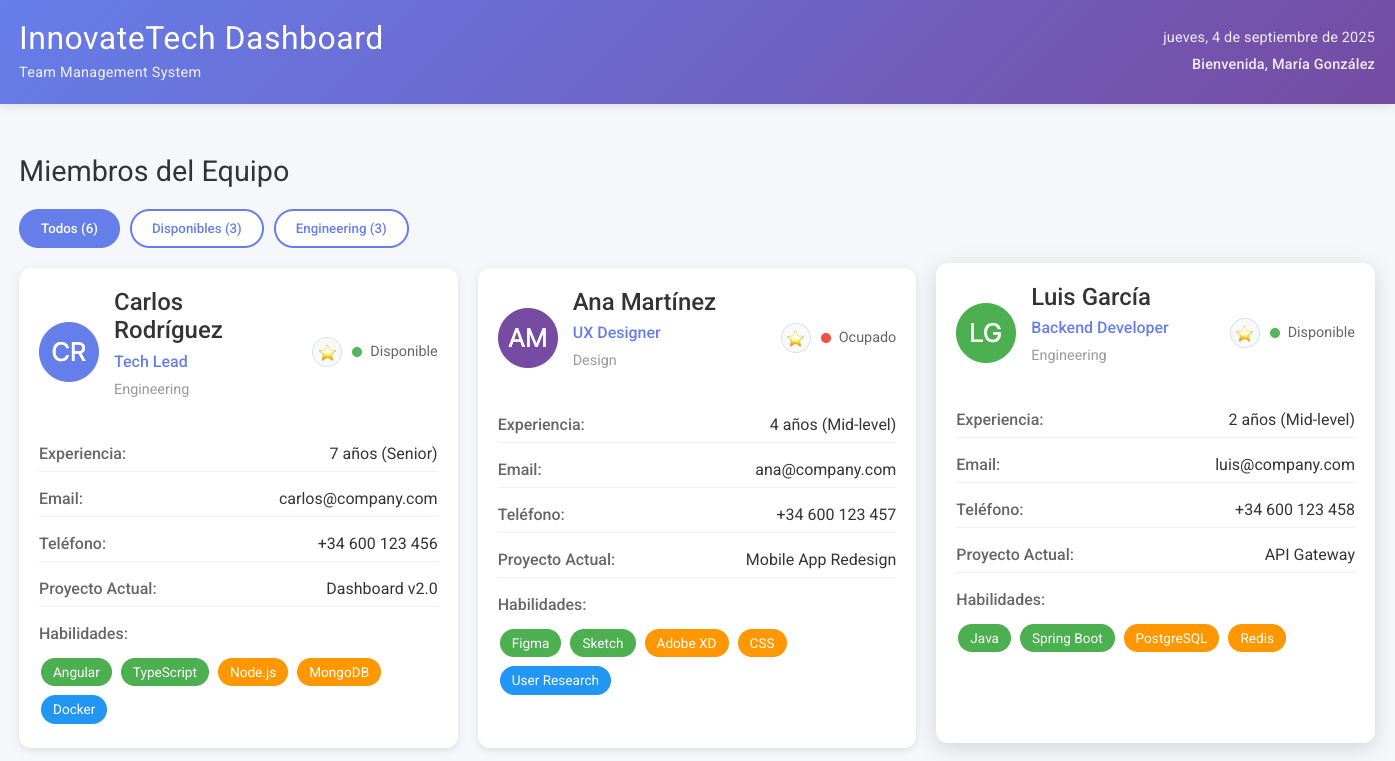 InnovateTech Dashboard
Team Management System
jueves, 4 de septiembre de 2025
Bienvenida, María González
Miembros del Equipo
Todos (6)
Disponibles (3)
Engineering (3)
CR
Carlos
Rodríguez
Tech Lead
Engineering
Disponible
Experiencia: 7 años (Senior)
Email: carlos@company.com
Teléfono: +34 600 123 456
Proyecto Actual: Dashboard v2.0
Habilidades:
Angular TypeScript Node.js MongoDB
Docker
AM
Ana Martínez
UX Designer
Design
Ocupado
Experiencia: 4 años (Mid-level)
Email: ana@company.com
Teléfono: +34 600 123 457
Proyecto Actual: Mobile App Redesign
Habilidades:
Figma Sketch Adobe XD CSS
User Research
LG
Luis García
Backend Developer
Engineering
Disponible
Experiencia: 2 años (Mid-level)
Email: luis@company.com
Teléfono: +34 600 123 458
Proyecto Actual: API Gateway
Habilidades:
Java Spring Boot PostgreSQL Redis